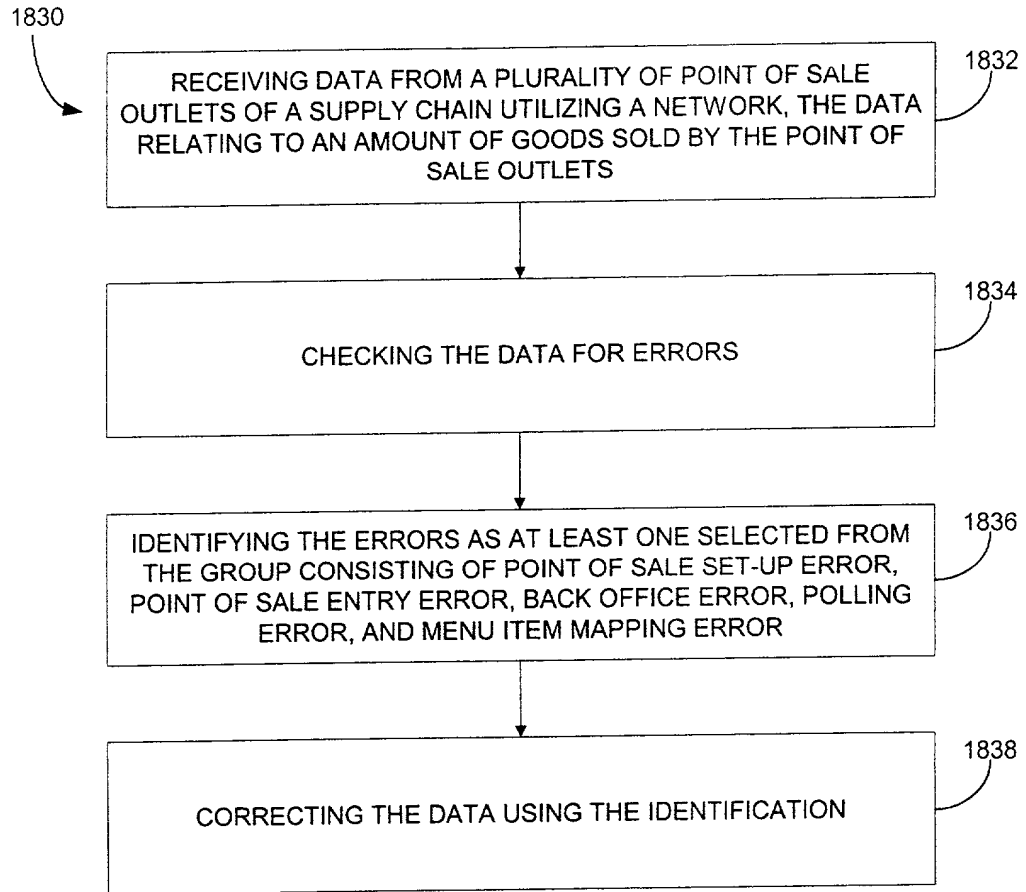 1830
1832
RECEIVING DATA FROM A PLURALITY OF POINT OF SALE
OUTLETS OF A SUPPLY CHAIN UTILIZING A NETWORK, THE DATA
RELATING TO AN AMOUNT OF GOODS SOLD BY THE POINT OF
SALE OUTLETS
1834
CHECKING THE DATA FOR ERRORS
1836
IDENTIFYING THE ERRORS AS AT LEAST ONE SELECTED FROM
THE GROUP CONSISTING OF POINT OF SALE SET-UP ERROR,
POINT OF SALE ENTRY ERROR, BACK OFFICE ERROR, POLLING
ERROR, AND MENU ITEM MAPPING ERROR
1838
CORRECTING THE DATA USING THE IDENTIFICATION